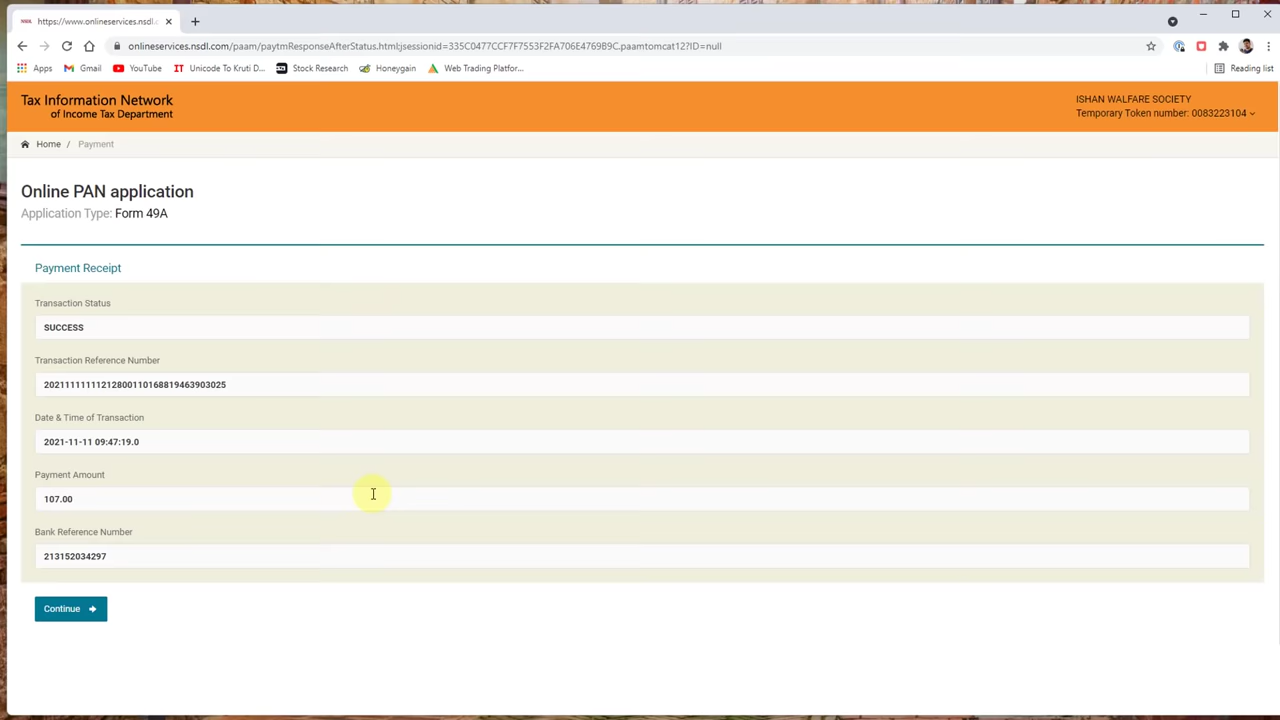 https://www.onlineservices.nsdl.c
onlineservices.nsdl.com/paam/paytmResponseAfterStatus.html;jsessionid=335C0477CCF7F7553F2FA706E4769B9C.paamtomcat12?ID=null
Apps Gmail YouTube IT Unicode To Kruti D... Stock Research Honeygain Web Trading Platfor... Reading list
Tax Information Network
of Income Tax Department
ISHAN WALFARE SOCIETY
Temporary Token number: 0083223104
Home / Payment
Online PAN application
Application Type: Form 49A
Payment Receipt
Transaction Status
SUCCESS
Transaction Reference Number
Date & Time of Transaction
2021-11-11 09:47:19.0
Payment Amount
107.00
Bank Reference Number
213152034297
Continue